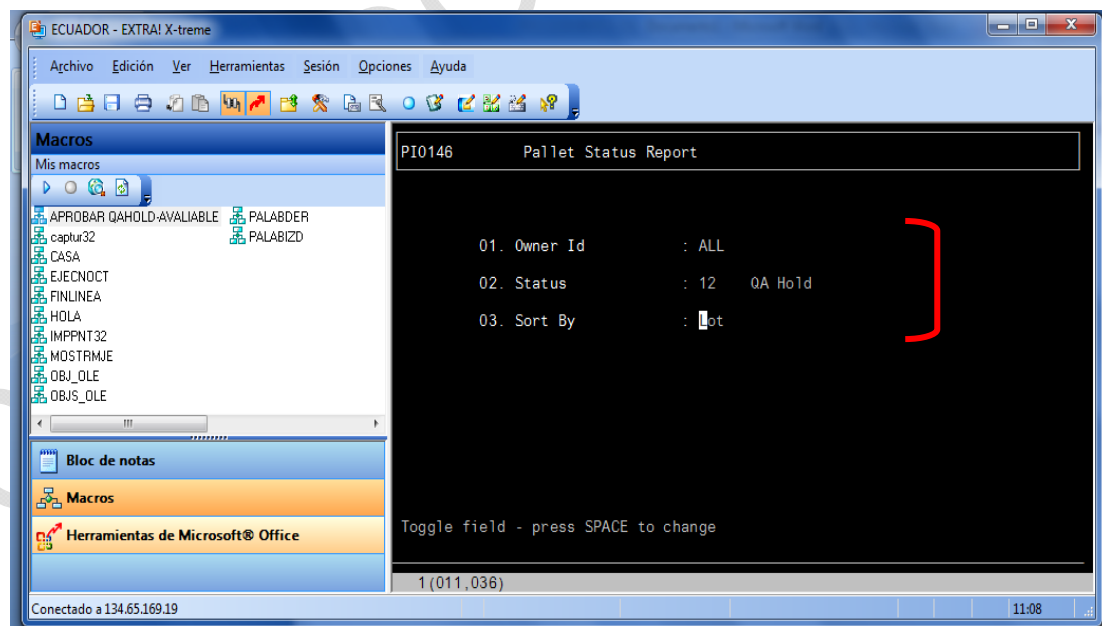 ECUADOR - EXTRA! X-treme
Archivo Edición Ver Herramientas Sesión Opciones Ayuda
Macros
Mis macros
APROBAR QAHOLD-AVALIABLE PALABDER
captur32 PALABIZD
CASA
EJECNOCT
FINLINEA
HOLA
IMPPNT32
MOSTRMJE
OBJ_OLE
OBJS_OLE
Bloc de notas
Macros
Herramientas de Microsoft® Office
PI0146 Pallet Status Report
01. Owner Id : ALL
02. Status : 12 QA Hold
03. Sort By : Lot
Toggle field - press SPACE to change
1(011,036)
Conectado a 134.65.169.19 11:08